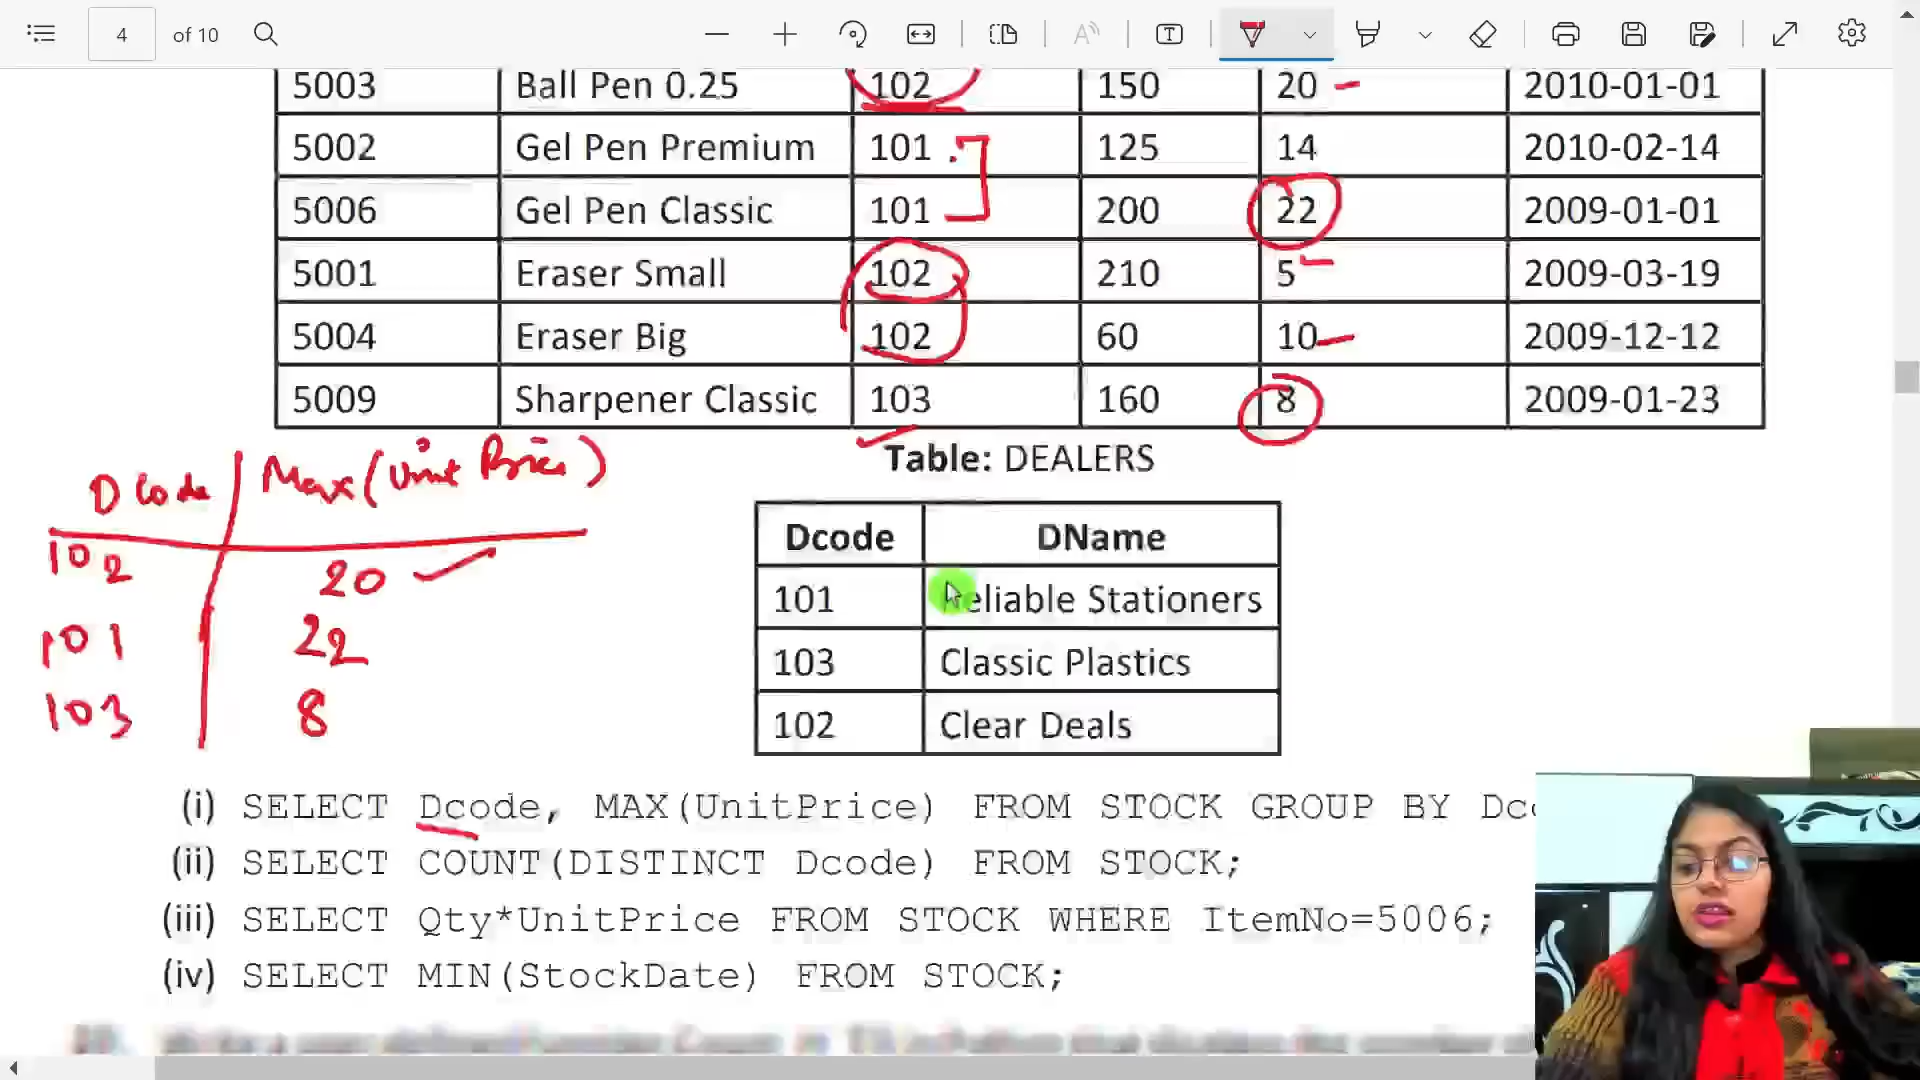 4 of 10
5003 Ball Pen 0.25 102 150 20 2010-01-01
5002 Gel Pen Premium 101 125 14 2010-02-14
5006 Gel Pen Classic 101 200 22 2009-01-01
5001 Eraser Small 102 210 5 2009-03-19
5004 Eraser Big 102 60 10 2009-12-12
5009 Sharpener Classic 103 160 8 2009-01-23
Table: DEALERS
DCode Max(Unit Price)
102 20
101 22
103 8
Dcode DName
101 Reliable Stationers
103 Classic Plastics
102 Clear Deals
(i) SELECT Dcode, MAX(UnitPrice) FROM STOCK GROUP BY Dco
(ii) SELECT COUNT(DISTINCT Dcode) FROM STOCK;
(iii) SELECT Qty*UnitPrice FROM STOCK WHERE ItemNo=5006;
(iv) SELECT MIN(StockDate) FROM STOCK;